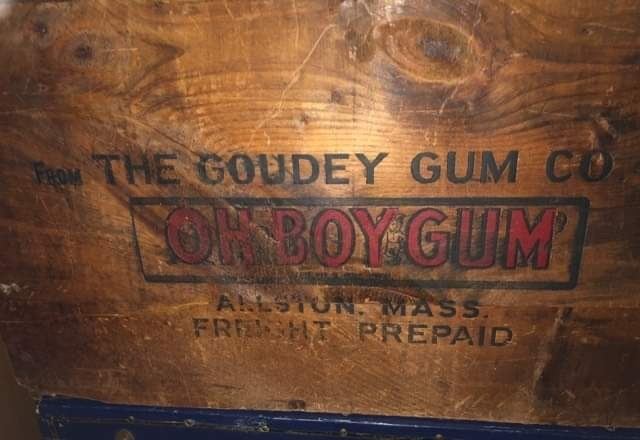 FROM THE GOUDEY GUM CO.
OH BOY GUM
ALLSTON, MASS.
FREIGHT PREPAID